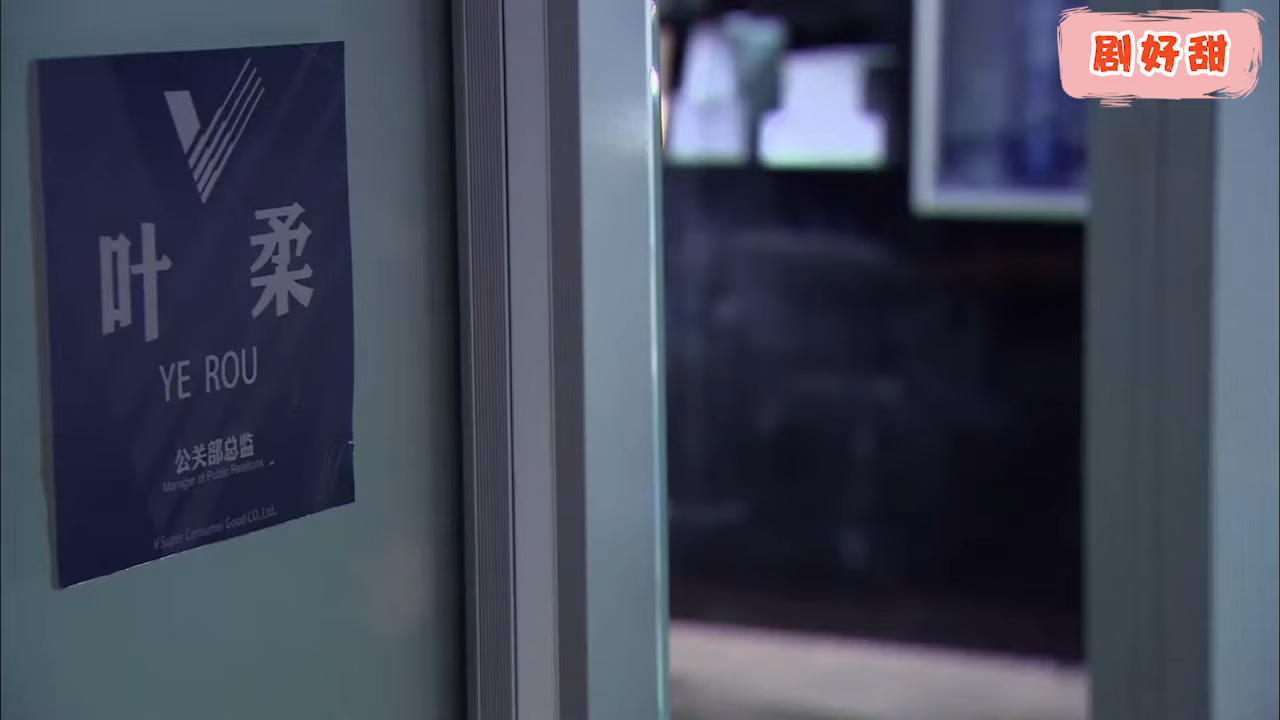 剧好甜
叶 柔
YE ROU
公关部总监
Manager of Public Relations
V Super Consumer Good CO.,Ltd.